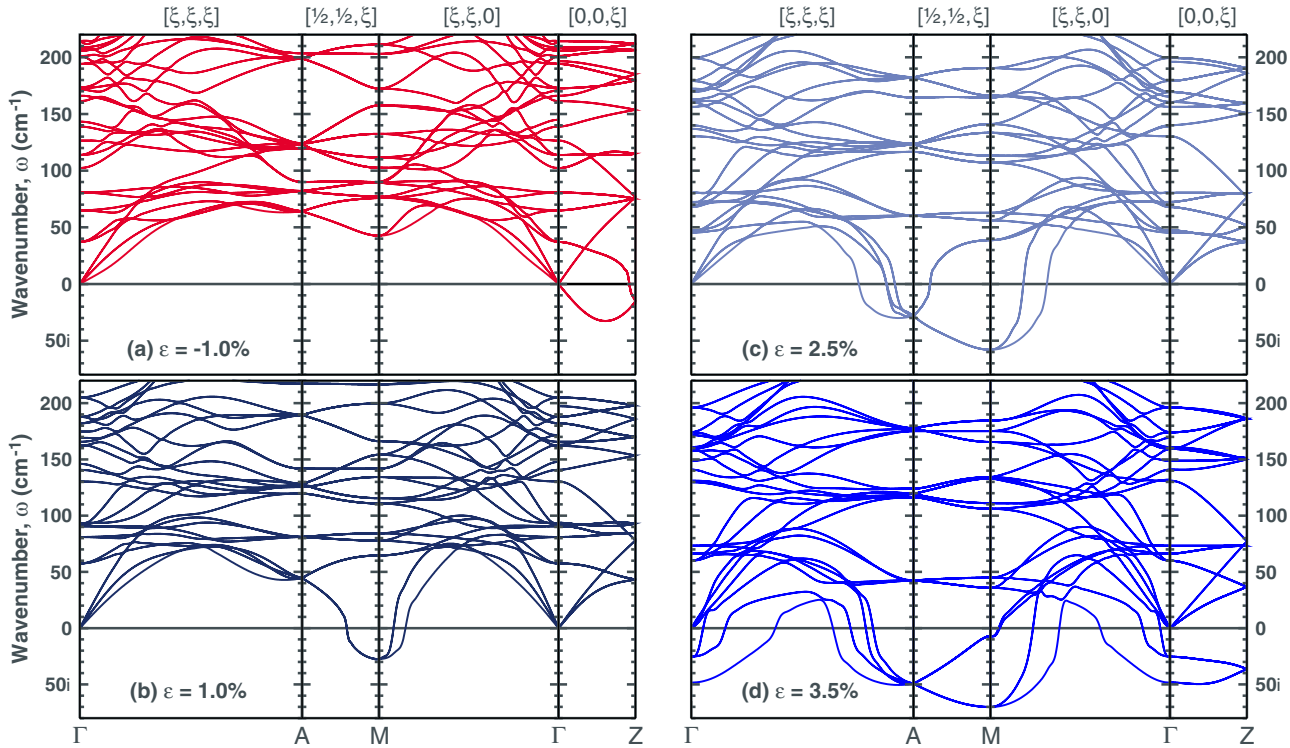 [ξ,ξ,ξ] [½,½,ξ] [ξ,ξ,0] [0,0,ξ] [ξ,ξ,ξ] [½,½,ξ] [ξ,ξ,0] [0,0,ξ]
Wavenumber, ω (cm⁻¹)
200
150
100
50
0
50i
(a) ε = -1.0%
200
150
100
50
0
50i
(c) ε = 2.5%
Wavenumber, ω (cm⁻¹)
200
150
100
50
0
50i
(b) ε = 1.0%
200
150
100
50
0
50i
(d) ε = 3.5%
Γ A M Γ Z Γ A M Γ Z